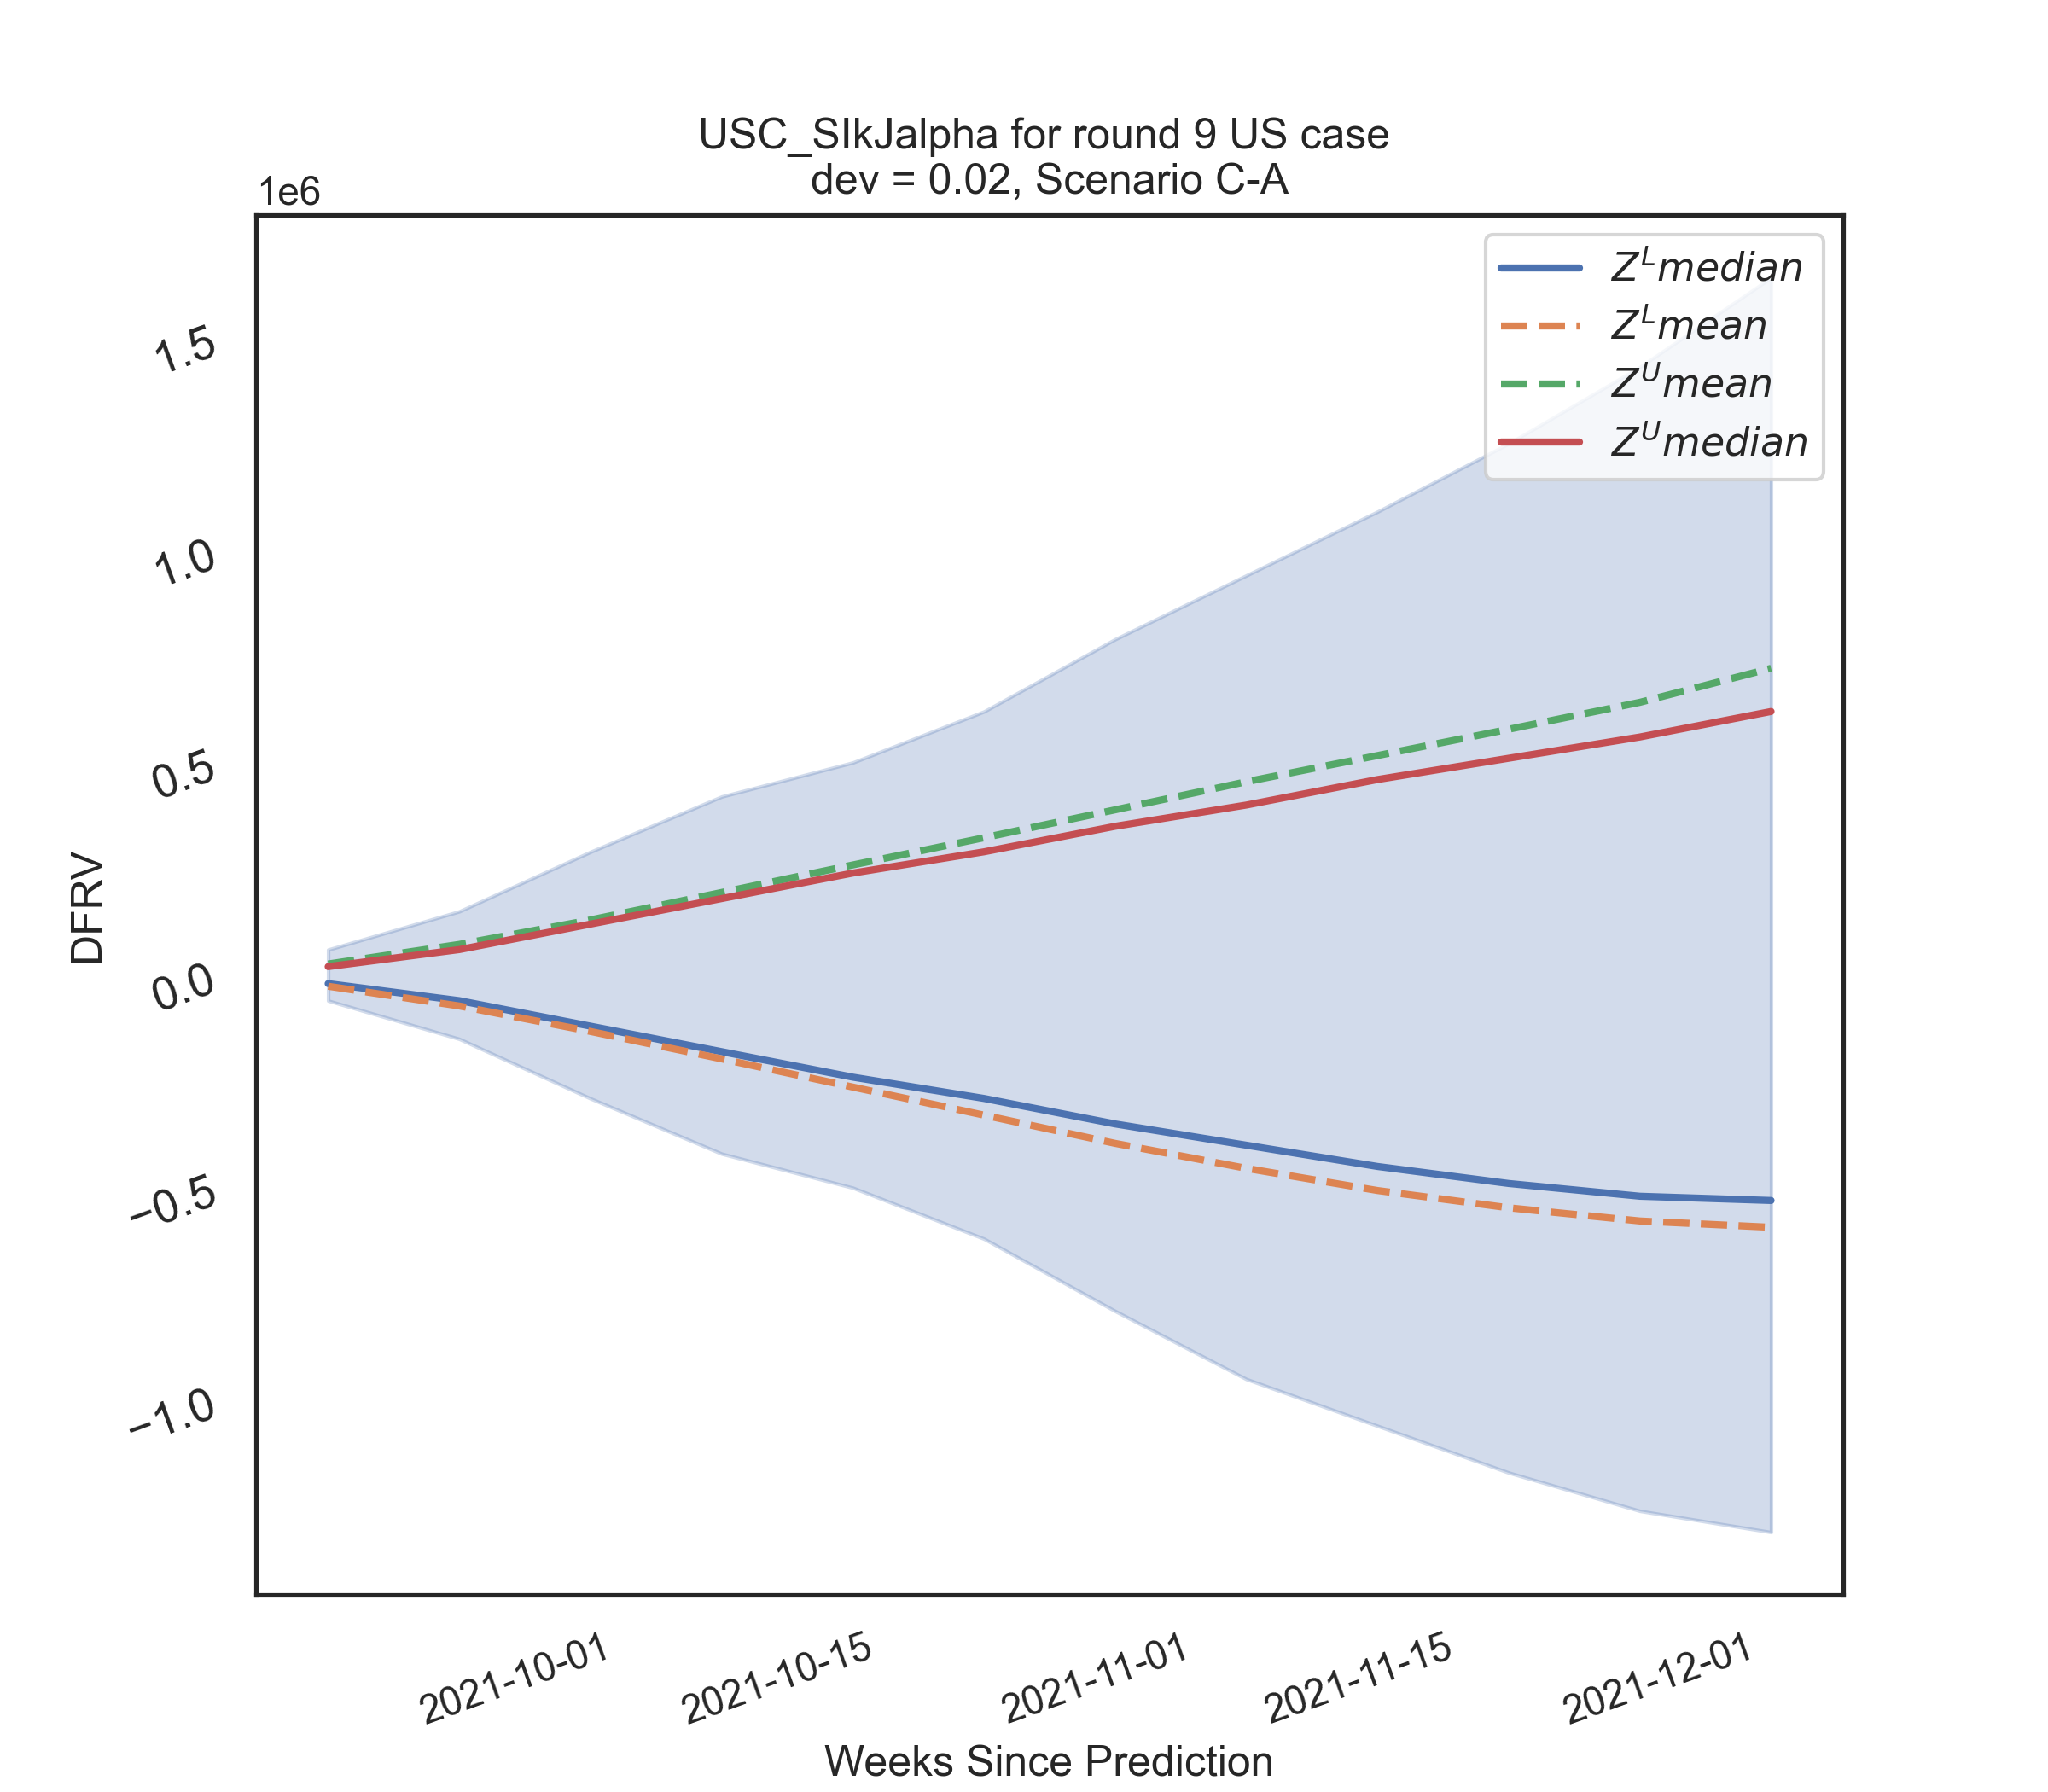 USC_SIkJalpha for round 9 US case
dev = 0.02, Scenario C-A
1e6
Z^L median
Z^L mean
Z^U mean
Z^U median
1.5
1.0
0.5
0.0
−0.5
−1.0
DFRV
2021-10-01
2021-10-15
2021-11-01
2021-11-15
2021-12-01
Weeks Since Prediction